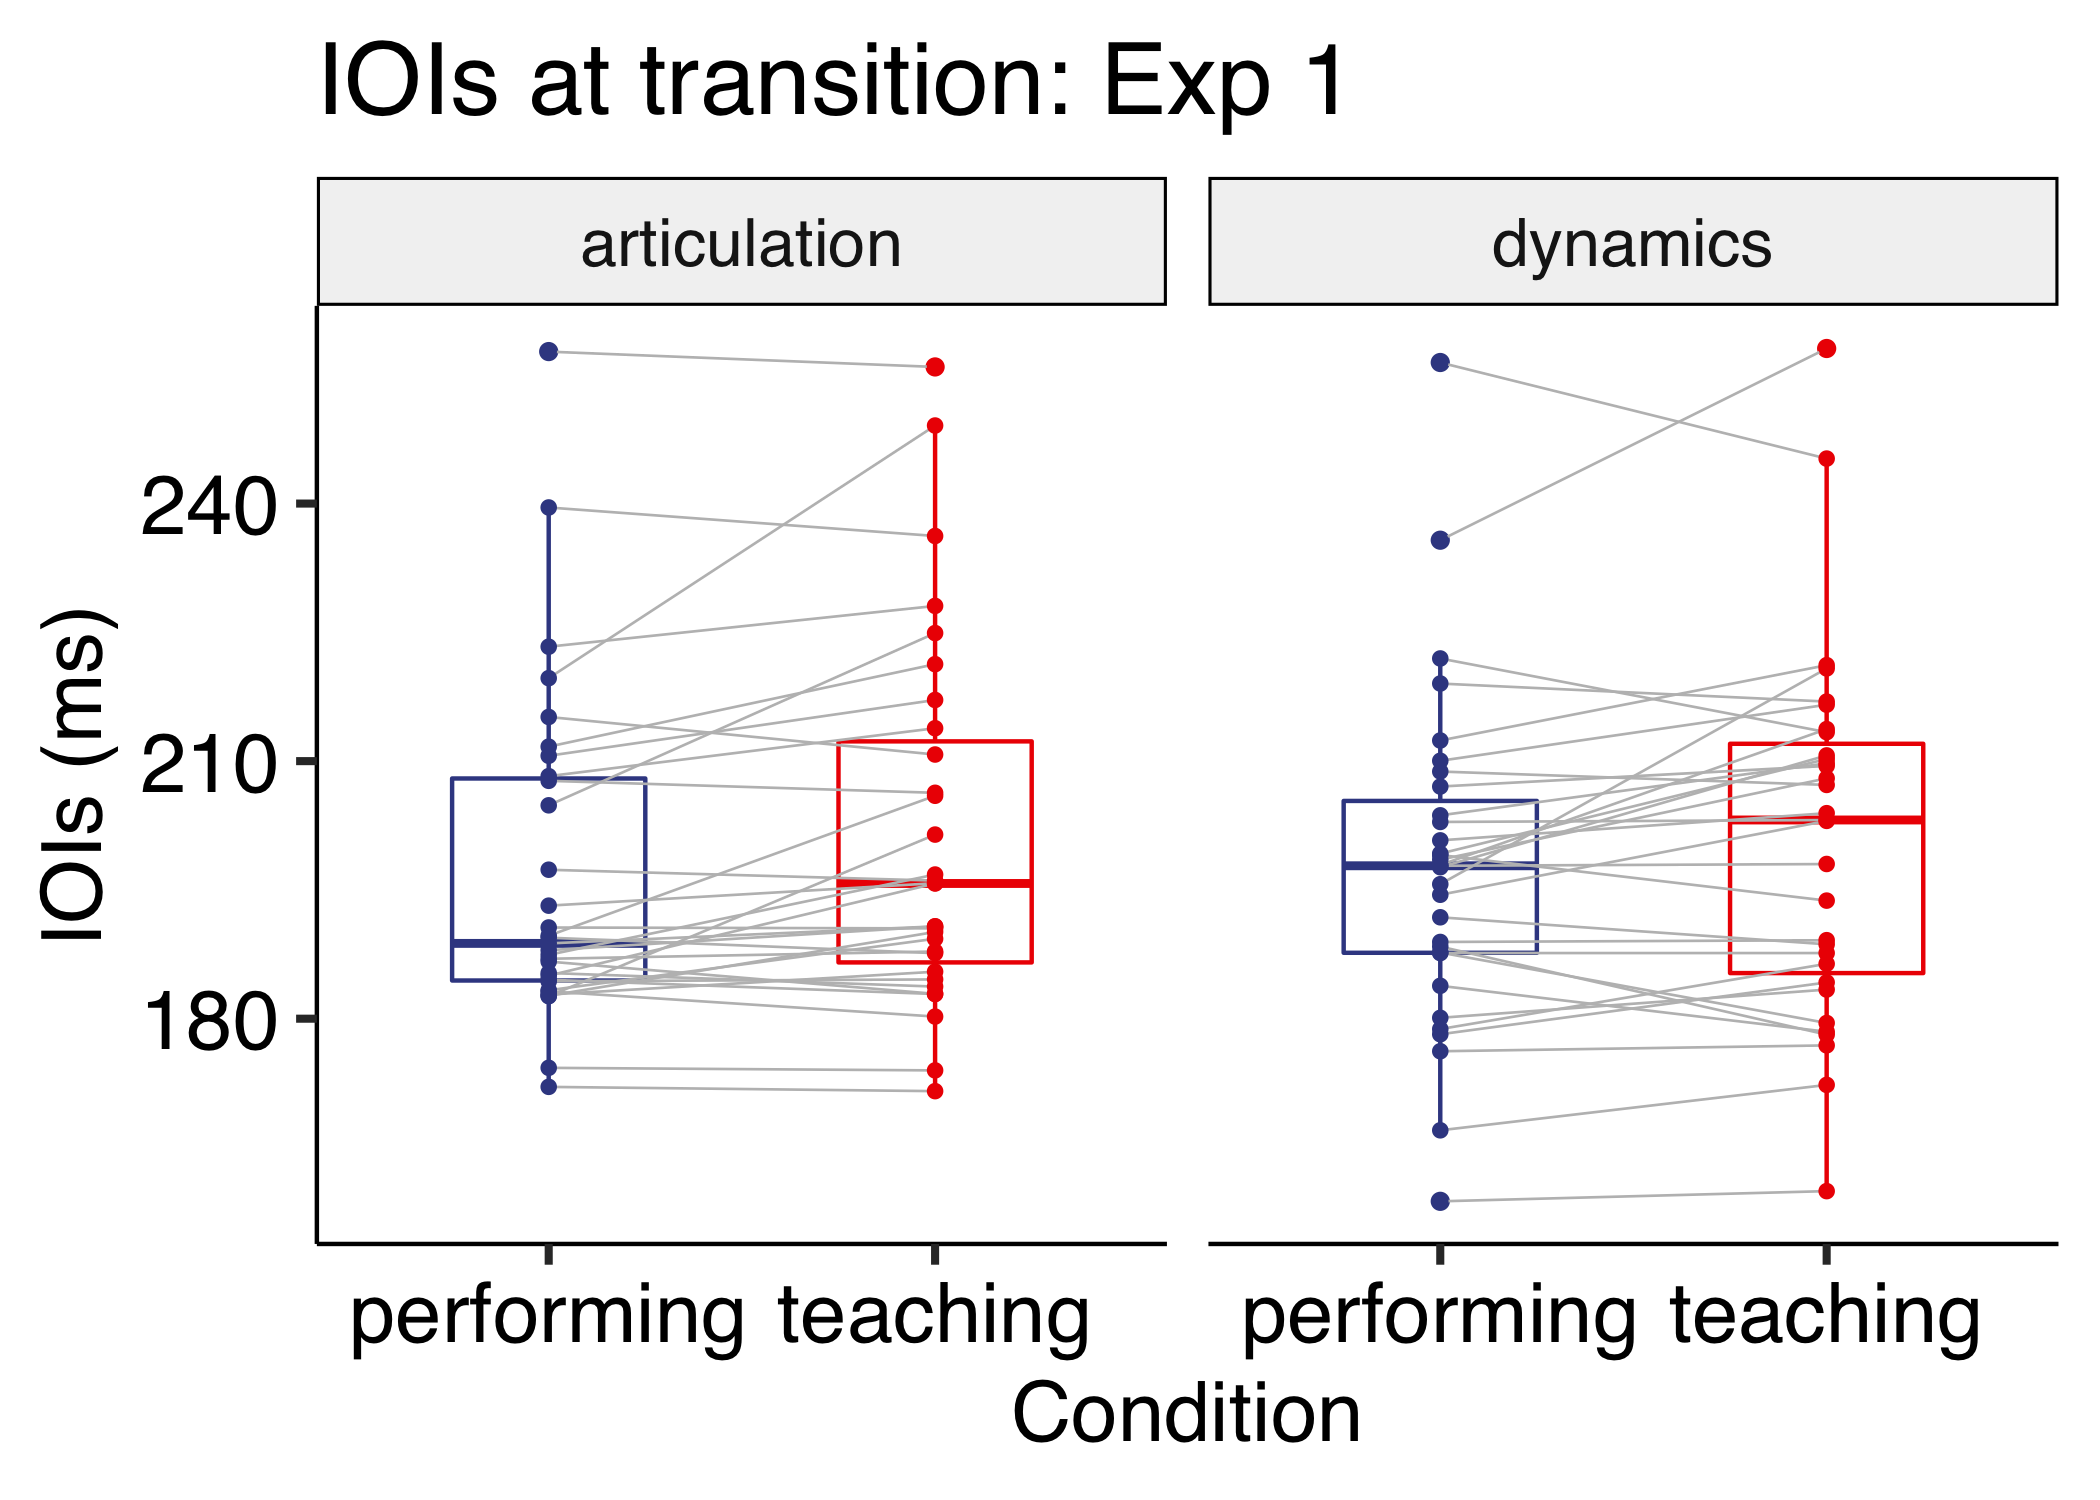 IOIs at transition: Exp 1
articulation
dynamics
IOIs (ms)
240
210
180
performing teaching
performing teaching
Condition